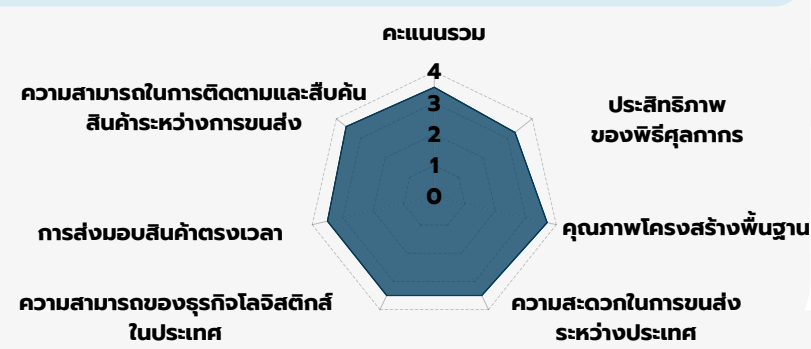 คะแนนรวม
4
3
2
1
0
ประสิทธิภาพ
ของพิธีศุลกากร
คุณภาพโครงสร้างพื้นฐาน
ความสะดวกในการขนส่ง
ระหว่างประเทศ
ความสามารถของธุรกิจโลจิสติกส์
ในประเทศ
การส่งมอบสินค้าตรงเวลา
ความสามารถในการติดตามและสืบค้น
สินค้าระหว่างการขนส่ง